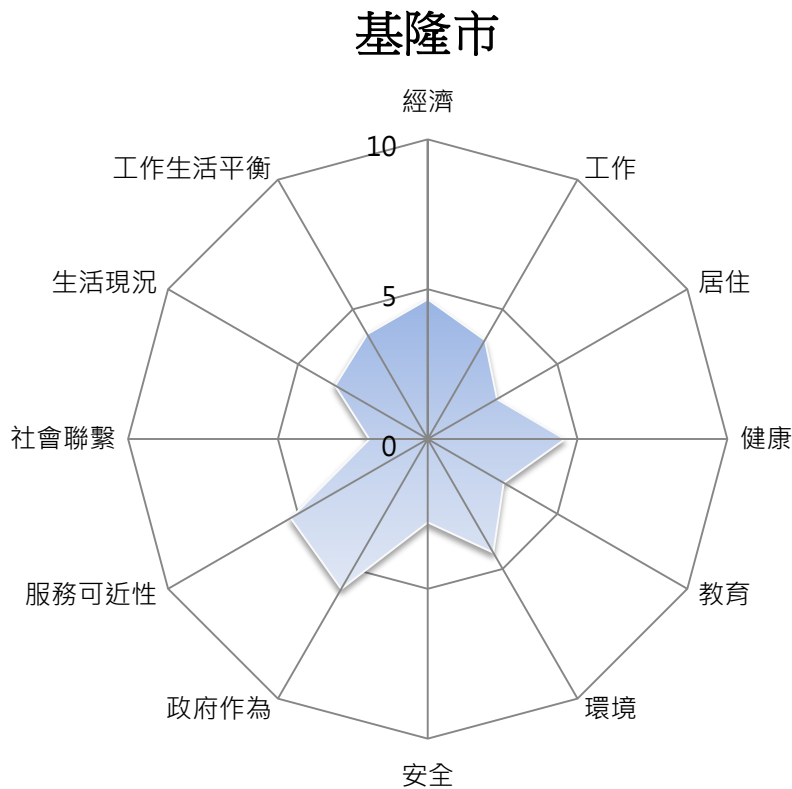 基隆市
經濟
工作
居住
健康
教育
環境
安全
政府作為
服務可近性
社會聯繫
生活現況
工作生活平衡
10
5
0